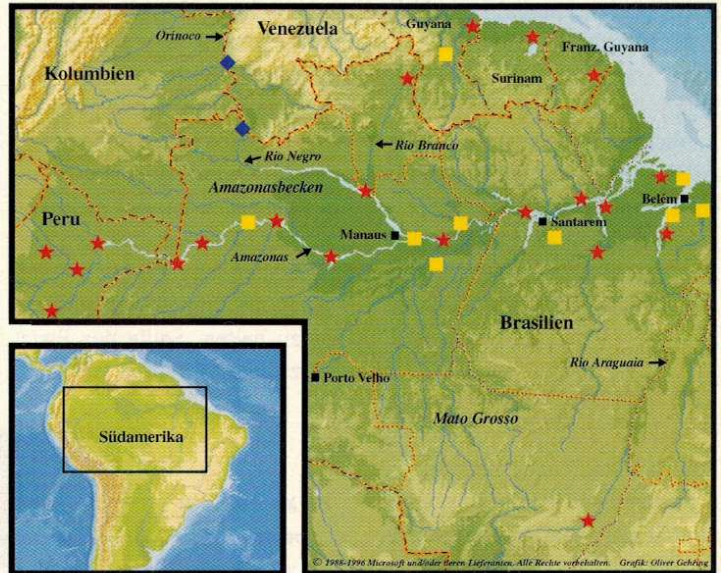 Guyana
Orinoco
Venezuela
Franz. Guyana
Kolumbien
Surinam
Rio Branco
Rio Negro
Amazonasbecken
Peru
Belém
Santarem
Manaus
Amazonas
Brasilien
Rio Araguaia
Porto Velho
Mato Grosso
Südamerika
© 1988-1996 Microsoft und/oder deren Lieferanten. Alle Rechte vorbehalten. Grafik: Oliver Gehring